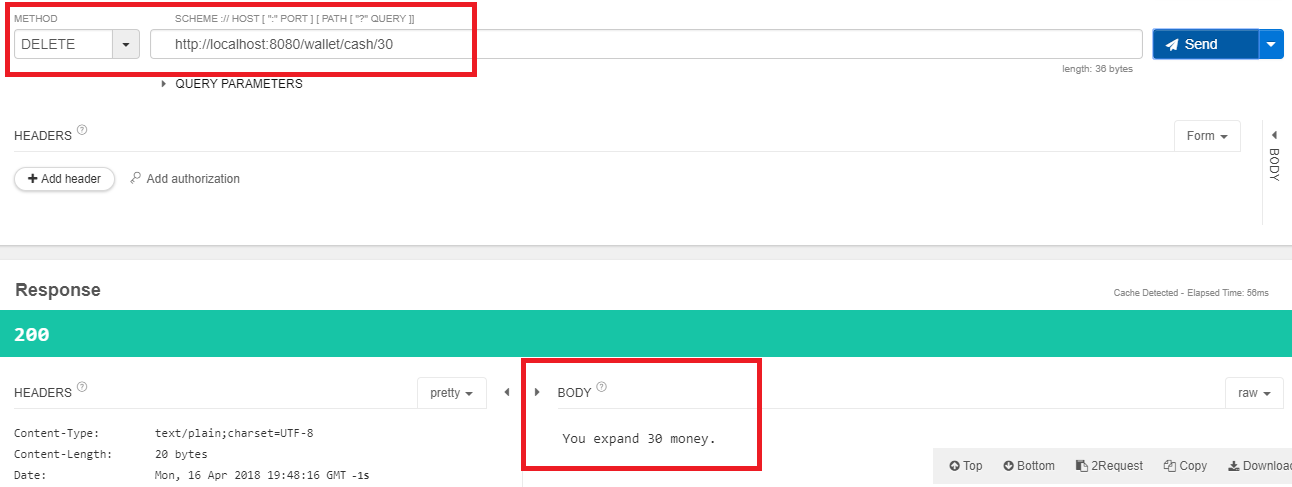 METHOD SCHEME :// HOST [ ":" PORT ] [ PATH [ "?" QUERY ]]
DELETE http://localhost:8080/wallet/cash/30 Send
length: 36 bytes
QUERY PARAMETERS
HEADERS ? Form
BODY
+ Add header Add authorization
Response Cache Detected - Elapsed Time: 56ms
200
HEADERS ? pretty BODY ? raw
Content-Type: text/plain;charset=UTF-8
You expand 30 money.
Content-Length: 20 bytes
Date: Mon, 16 Apr 2018 19:48:16 GMT -1s
Top Bottom 2Request Copy Download